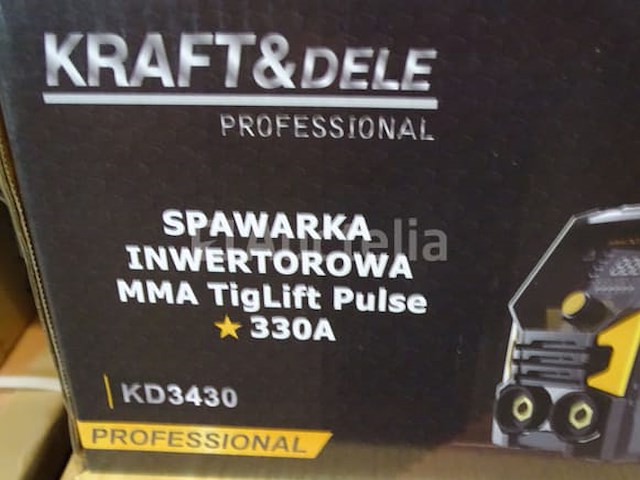 KRAFT&DELE
PROFESSIONAL
SPAWARKA
INWERTOROWA
MMA TigLift Pulse
★ 330A
KD3430
PROFESSIONAL